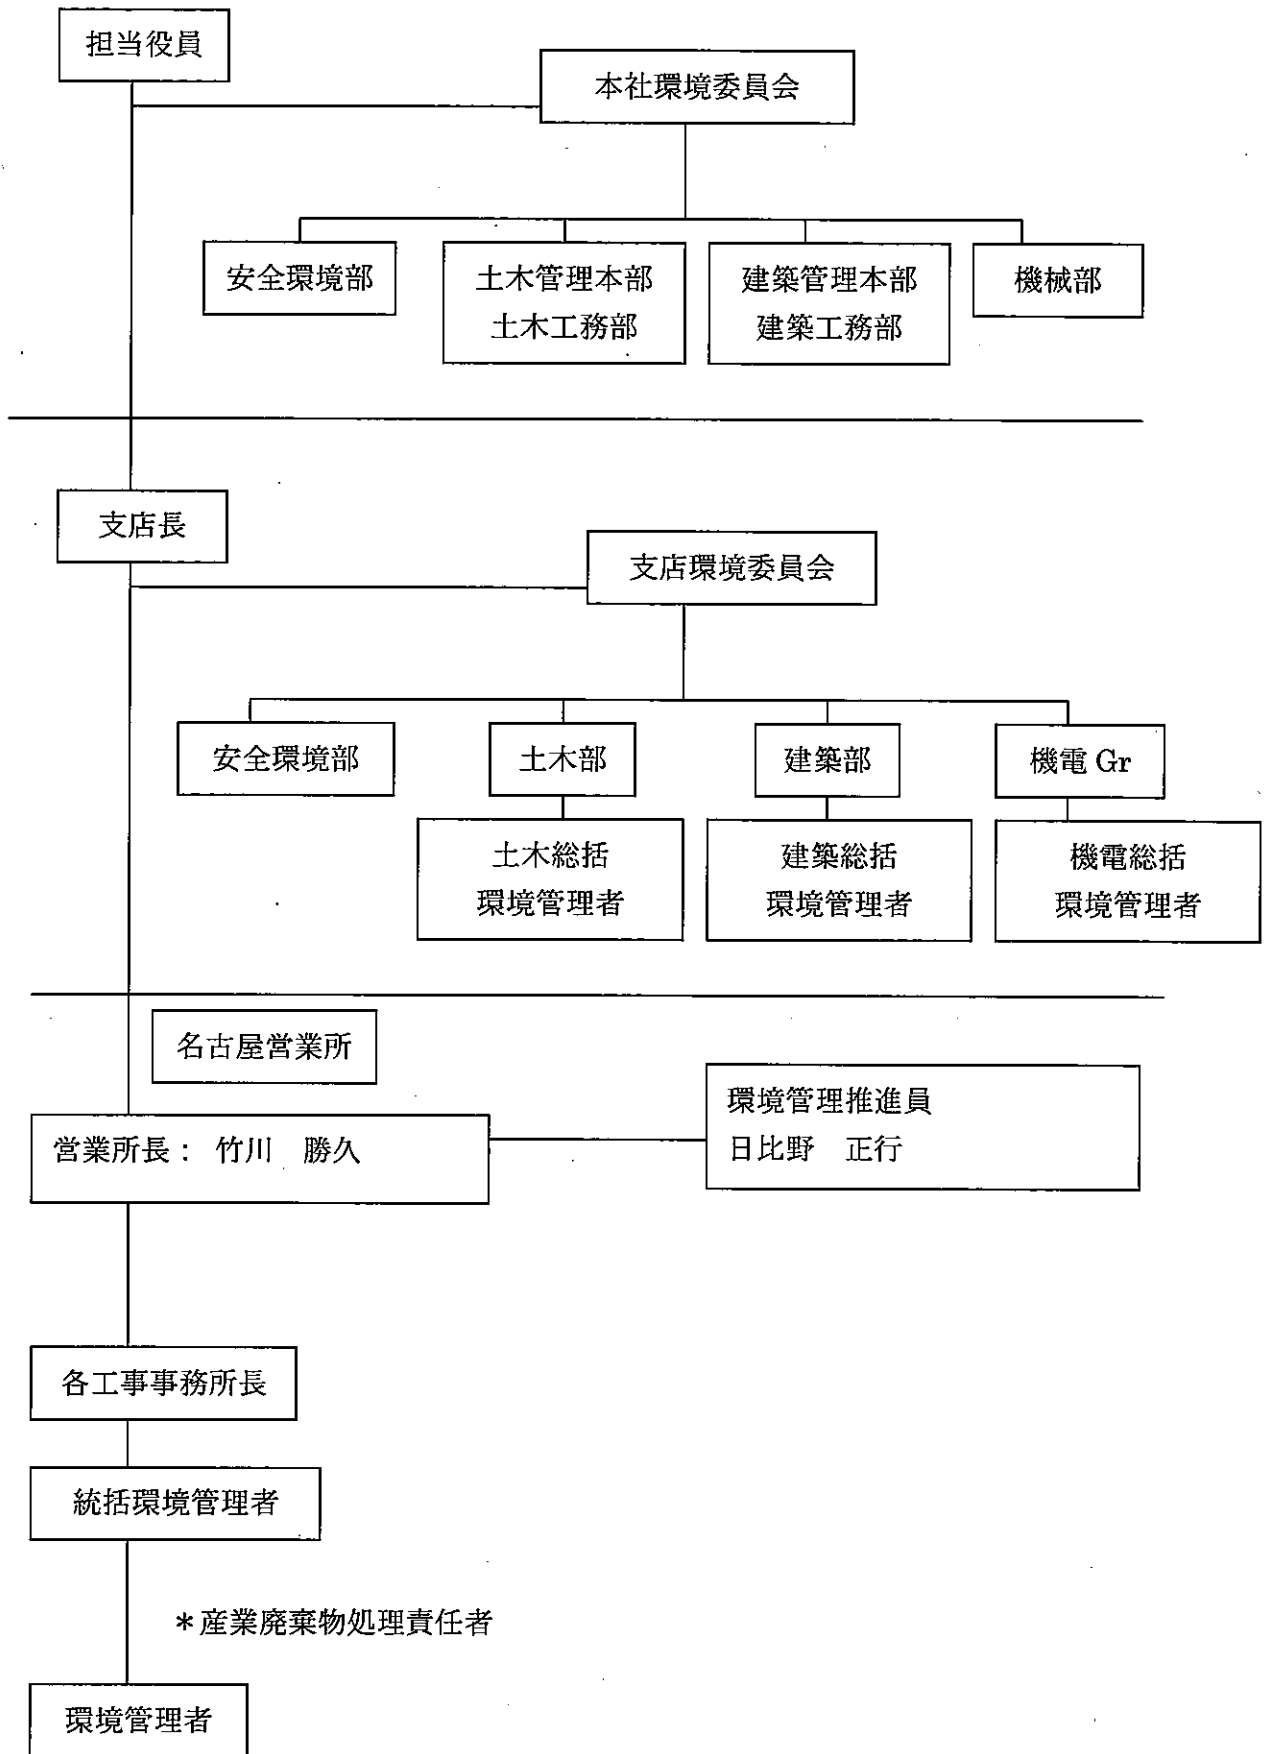 担当役員
本社環境委員会
安全環境部
土木管理本部
土木工務部
建築管理本部
建築工務部
機械部
支店長
支店環境委員会
安全環境部
土木部
建築部
機電 Gr
土木総括
環境管理者
建築総括
環境管理者
機電総括
環境管理者
名古屋営業所
営業所長： 竹川　勝久
環境管理推進員
日比野　正行
各工事事務所長
統括環境管理者
＊産業廃棄物処理責任者
環境管理者